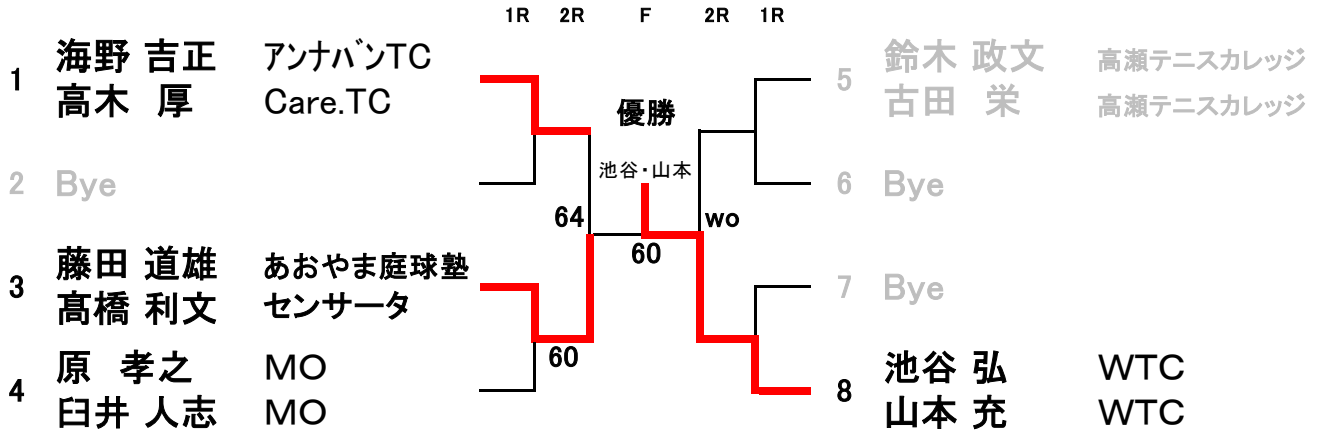 1R 2R F 2R 1R
1 海野 吉正 アンナバンTC
高木 厚 Care.TC
2 Bye
3 藤田 道雄 あおやま庭球塾
髙橋 利文 センサータ
4 原 孝之 MO
臼井 人志 MO
優勝
池谷・山本
64
60
60
wo
5 鈴木 政文 高瀬テニスカレッジ
古田 栄 高瀬テニスカレッジ
6 Bye
7 Bye
8 池谷 弘 WTC
山本 充 WTC